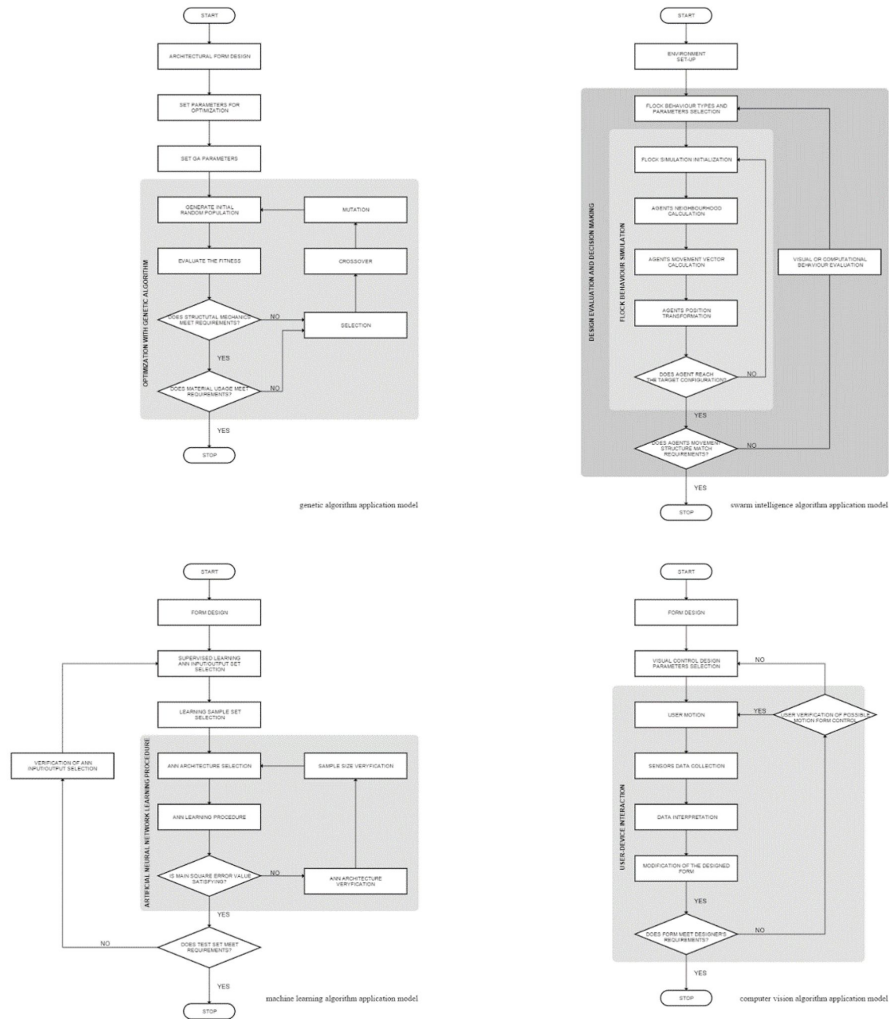 START
ARCHITECTURAL FORM DESIGN
SET PARAMETERS FOR
OPTIMIZATION
SET GA PARAMETERS
OPTIMIZATION WITH GENETIC ALGORITHM
GENERATE INITIAL
RANDOM POPULATION
MUTATION
EVALUATE THE FITNESS
CROSSOVER
DOES STRUCTUTAL MECHANICS
MEET REQUIREMENTS?
NO
SELECTION
YES
DOES MATERIAL USAGE MEET
REQUIREMENTS?
NO
YES
STOP
genetic algorithm application model
START
ENVIRONMENT
SET-UP
DESIGN EVALUATION AND DECISION MAKING
FLOCK BEHAVIOUR TYPES AND
PARAMETERS SELECTION
FLOCK BEHAVIOUR SIMULATION
FLOCK SIMULATION INITIALIZATION
AGENTS NEIGHBOURHOOD
CALCULATION
AGENTS MOVEMENT VECTOR
CALCULATION
VISUAL OR COMPUTATIONAL
BEHAVIOUR EVALUATION
AGENTS POSITION
TRANSFORMATION
DOES AGENT REACH
THE TARGET CONFIGURATION?
NO
YES
DOES AGENTS MOVEMENT
STRUCTURE MATCH
REQUIREMENTS?
NO
YES
STOP
swarm intelligence algorithm application model
START
FORM DESIGN
SUPERVISED LEARNING
ANN INPUT/OUTPUT SET
SELECTION
LEARNING SAMPLE SET
SELECTION
ARTIFICIAL NEURAL NETWORK LEARNING PROCEDURE
VERIFICATION OF ANN
INPUT/OUTPUT SELECTION
ANN ARCHITECTURE SELECTION
SAMPLE SIZE VERYFICATION
ANN LEARNING PROCEDURE
IS MAIN SQUARE ERROR VALUE
SATISFYING?
NO
ANN ARCHITECTURE
VERYFICATION
YES
DOES TEST SET MEET
REQUIREMENTS?
NO
YES
STOP
machine learning algorithm application model
START
FORM DESIGN
VISUAL CONTROL DESIGN
PARAMETERS SELECTION
NO
USER-DEVICE INTERACTION
USER MOTION
YES
USER VERIFICATION OF POSSIBLE
MOTION FORM CONTROL
SENSORS DATA COLLECTION
DATA INTERPRETATION
MODIFICATION OF THE DESIGNED
FORM
YES
DOES FORM MEET DESIGNER'S
REQUIREMENTS?
NO
YES
STOP
computer vision algorithm application model